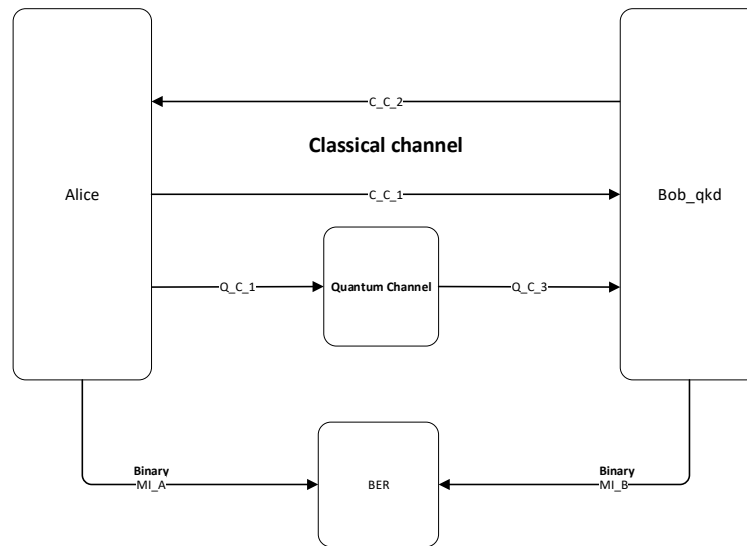 C_C_2
Classical channel
Alice
C_C_1
Bob_qkd
Q_C_1
Quantum Channel
Q_C_3
Binary
MI_A
BER
Binary
MI_B